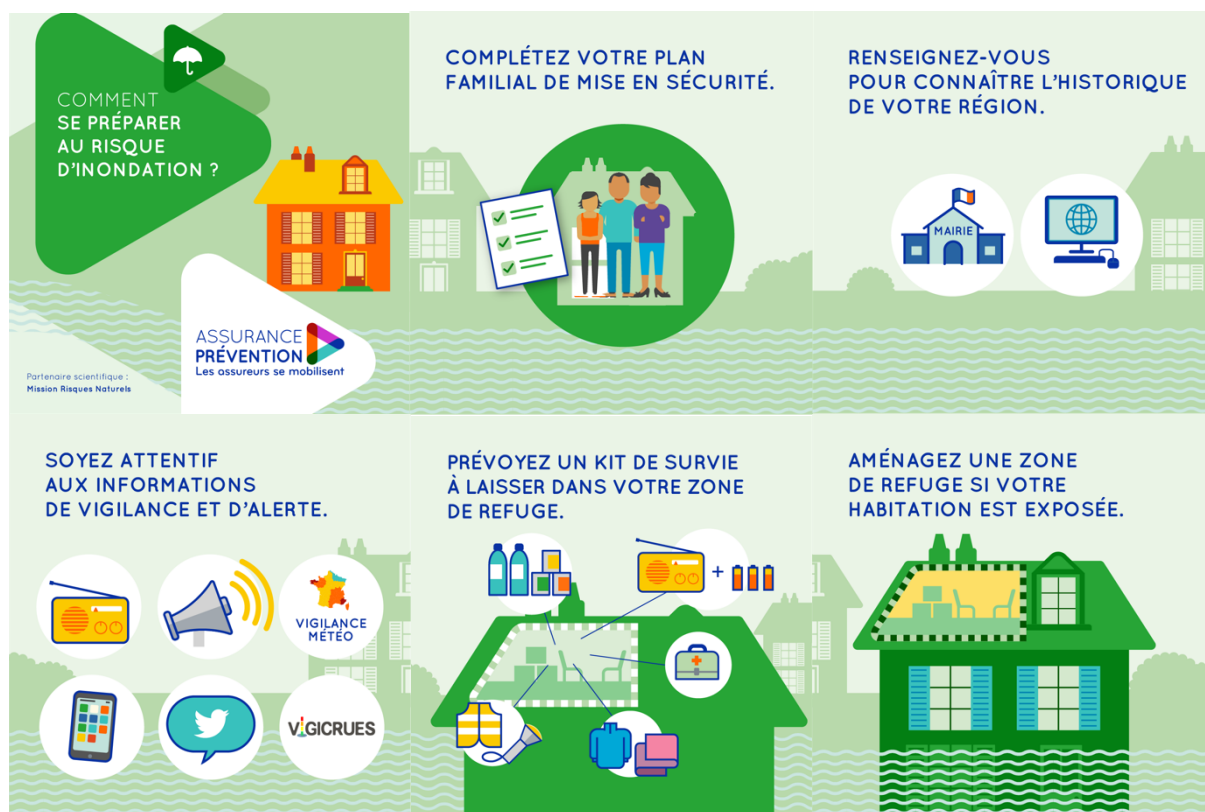 COMMENT
SE PRÉPARER
AU RISQUE
D'INONDATION ?
ASSURANCE
PRÉVENTION
Les assureurs se mobilisent
Partenaire scientifique :
Mission Risques Naturels
COMPLÉTEZ VOTRE PLAN
FAMILIAL DE MISE EN SÉCURITÉ.
RENSEIGNEZ-VOUS
POUR CONNAÎTRE L'HISTORIQUE
DE VOTRE RÉGION.
MAIRIE
SOYEZ ATTENTIF
AUX INFORMATIONS
DE VIGILANCE ET D'ALERTE.
VIGILANCE
MÉTÉO
VIGICRUES
PRÉVOYEZ UN KIT DE SURVIE
À LAISSER DANS VOTRE ZONE
DE REFUGE.
+
AMÉNAGEZ UNE ZONE
DE REFUGE SI VOTRE
HABITATION EST EXPOSÉE.